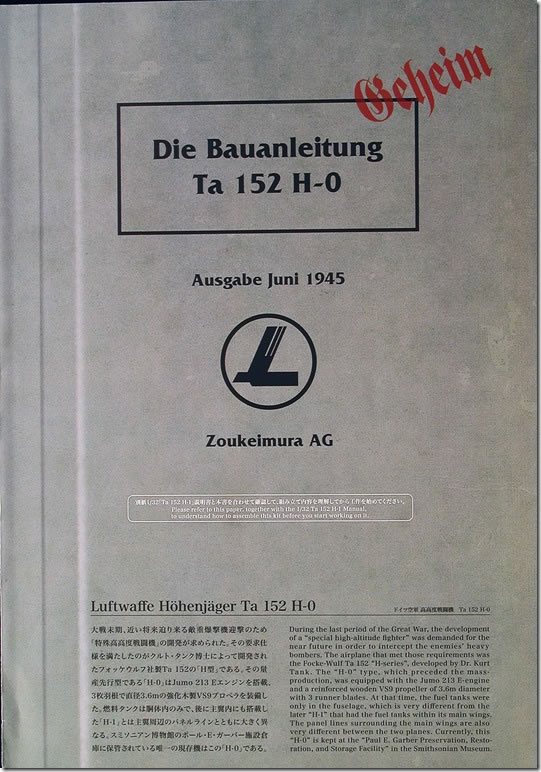 Geheim
Die Bauanleitung
Ta 152 H-0
Ausgabe Juni 1945
L
Zoukeimura AG
別紙1/32「Ta 152 H-1」説明書と本書を合わせて確認して、組み立て内容を理解してから工作を始めてください。
Please refer to this paper, together with the 1/32 Ta 152 H-1 Manual,
to understand how to assemble this kit before you start working on it.
Luftwaffe Höhenjäger Ta 152 H-0
ドイツ空軍 高高度戦闘機 Ta 152 H-0
大戦末期、近い将来迫り来る敵重爆撃機迎撃のため
「特殊高高度戦闘機」の開発が求められた。その要求仕
様を満たしたのがクルト・タンク博士によって開発され
たフォッケウルフ社製Ta 152の「H型」である。その量
産先行型である「H-0」はJumo 213 Eエンジンを搭載、
3枚羽根で直径3.6mの強化木製VS9プロペラを装備し
た。燃料タンクは胴体内のみで、後に主翼内にも搭載し
た「H-1」とは主翼周辺のパネルラインとともに大きく異
なる。スミソニアン博物館のポール・E・ガーバー施設倉
庫に保管されている唯一の現存機はこの「H-0」である。
During the last period of the Great War, the development
of a "special high-altitude fighter" was demanded for the
near future in order to intercept the enemies' heavy
bombers. The airplane that met those requirements was
the Focke-Wulf Ta 152 "H-series", developed by Dr. Kurt
Tank. The "H-0" type, which preceded the mass-
production, was equipped with the Jumo 213 E-engine
and a reinforced wooden VS9 propeller of 3.6m diameter
with 3 runner blades. At that time, the fuel tanks were
only in the fuselage, which is very different from the
later "H-1" that had the fuel tanks within its main wings.
The panel lines surrounding the main wings are also
very different between the two planes. Currently, this
"H-0" is kept at the "Paul E. Garber Preservation, Resto-
ration, and Storage Facility" in the Smithsonian Museum.